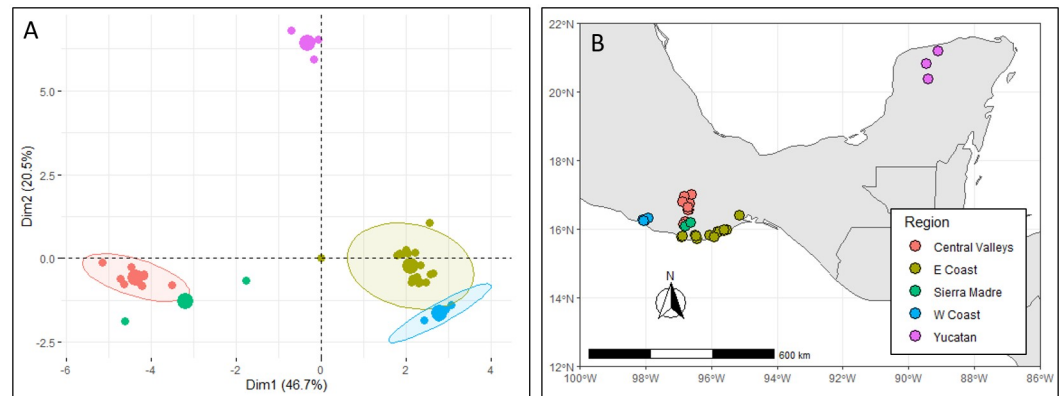 A
5.0
2.5
0.0
-2.5
-6
-4
-2
0
2
4
Dim2 (20.5%)
Dim1 (46.7%)
B
22°N
20°N
18°N
16°N
14°N
12°N
100°W
98°W
96°W
94°W
92°W
90°W
88°W
86°W
N
600 km
Region
Central Valleys
E Coast
Sierra Madre
W Coast
Yucatan